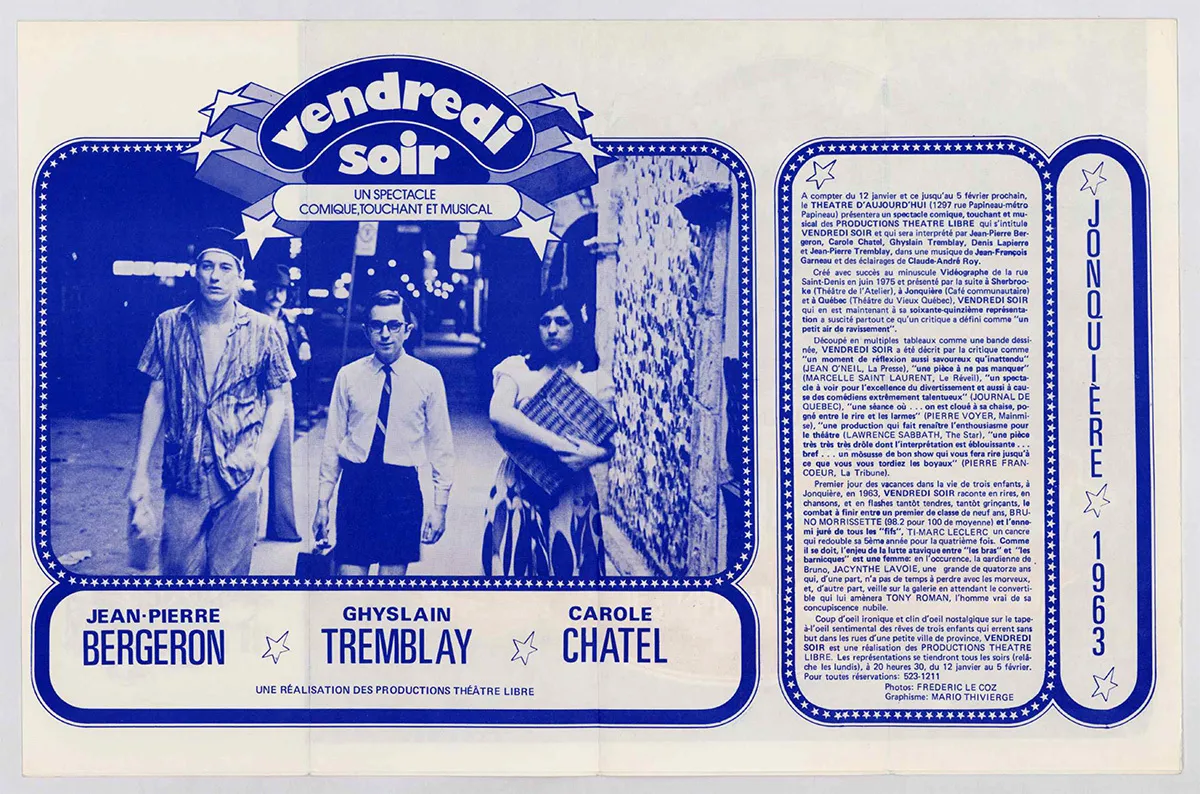 vendredi
soir
UN SPECTACLE
COMIQUE, TOUCHANT ET MUSICAL
JEAN-PIERRE
BERGERON
GHYSLAIN
TREMBLAY
CAROLE
CHATEL
UNE RÉALISATION DES PRODUCTIONS THÉÂTRE LIBRE
A compter du 12 janvier et ce jusqu'au 5 février prochain,
le THEATRE D'AUJOURD'HUI (1297 rue Papineau-métro
Papineau) présentera un spectacle comique, touchant et mu-
sical des PRODUCTIONS THEATRE LIBRE qui s'intitule
VENDREDI SOIR et qui sera interprété par Jean-Pierre Ber-
geron, Carole Chatel, Ghyslain Tremblay, Denis Lapierre
et Jean-Pierre Tremblay, dans une musique de Jean-François
Garneau et des éclairages de Claude-André Roy.
Créé avec succès au minuscule Vidéographe de la rue
Saint-Denis en juin 1975 et présenté par la suite à Sherbroo-
ke (Théâtre de l'Atelier), à Jonquière (Café communautaire)
et à Québec (Théâtre du Vieux Québec), VENDREDI SOIR
qui en est maintenant à sa soixante-quinzième représenta-
tion a suscité partout ce qu'un critique a défini comme "un
petit air de ravissement".
Découpé en multiples tableaux comme une bande dessi-
née, VENDREDI SOIR a été décrit par la critique comme
"un moment de réflexion aussi savoureux qu'inattendu"
(JEAN O'NEIL, La Presse), "une pièce à ne pas manquer"
(MARCELLE SAINT LAURENT, Le Réveil), "un specta-
cle à voir pour l'excellence du divertissement et aussi à cau-
se des comédiens extrêmement talentueux" (JOURNAL DE
QUEBEC), "une séance où . . . on est cloué à sa chaise, po-
gné entre le rire et les larmes" (PIERRE VOYER, Mainmi-
se), "une production qui fait renaître l'enthousiasme pour
le théâtre (LAWRENCE SABBATH, The Star), "une pièce
très très très drôle dont l'interprétation est éblouissante . . .
bref . . . un môsusse de bon show qui vous fera rire jusqu'à
ce que vous vous tordiez les boyaux" (PIERRE FRAN-
COEUR, La Tribune).
Premier jour des vacances dans la vie de trois enfants, à
Jonquière, en 1963, VENDREDI SOIR raconte en rires, en
chansons, et en flashes tantôt tendres, tantôt grinçants, le
combat à finir entre un premier de classe de neuf ans, BRU-
NO MORRISSETTE (98.2 pour 100 de moyenne) et l'enne-
mi juré de tous les "fifs", TI-MARC LECLERC un cancre
qui redouble sa 5ème année pour la quatrième fois. Comme
il se doit, l'enjeu de la lutte atavique entre "les bras" et "les
barnicques" est une femme: en l'occurence, la gardienne de
Bruno, JACYNTHE LAVOIE, une grande de quatorze ans
qui, d'une part, n'a pas de temps à perdre avec les morveux,
et, d'autre part, veille sur la galerie en attendant le converti-
ble qui lui amènera TONY ROMAN, l'homme vrai de sa
concupiscence nubile.
Coup d'oeil ironique et clin d'oeil nostalgique sur le tape-
à-l'oeil sentimental des rêves de trois enfants qui errent sans
but dans les rues d'une petite ville de province, VENDREDI
SOIR est une réalisation des PRODUCTIONS THEATRE
LIBRE. Les représentations se tiendront tous les soirs (relâ-
che les lundis), à 20 heures 30, du 12 janvier au 5 février.
Pour toutes réservations: 523-1211
Photos: FREDERIC LE COZ
Graphisme: MARIO THIVIERGE
JONQUIÈRE 1963